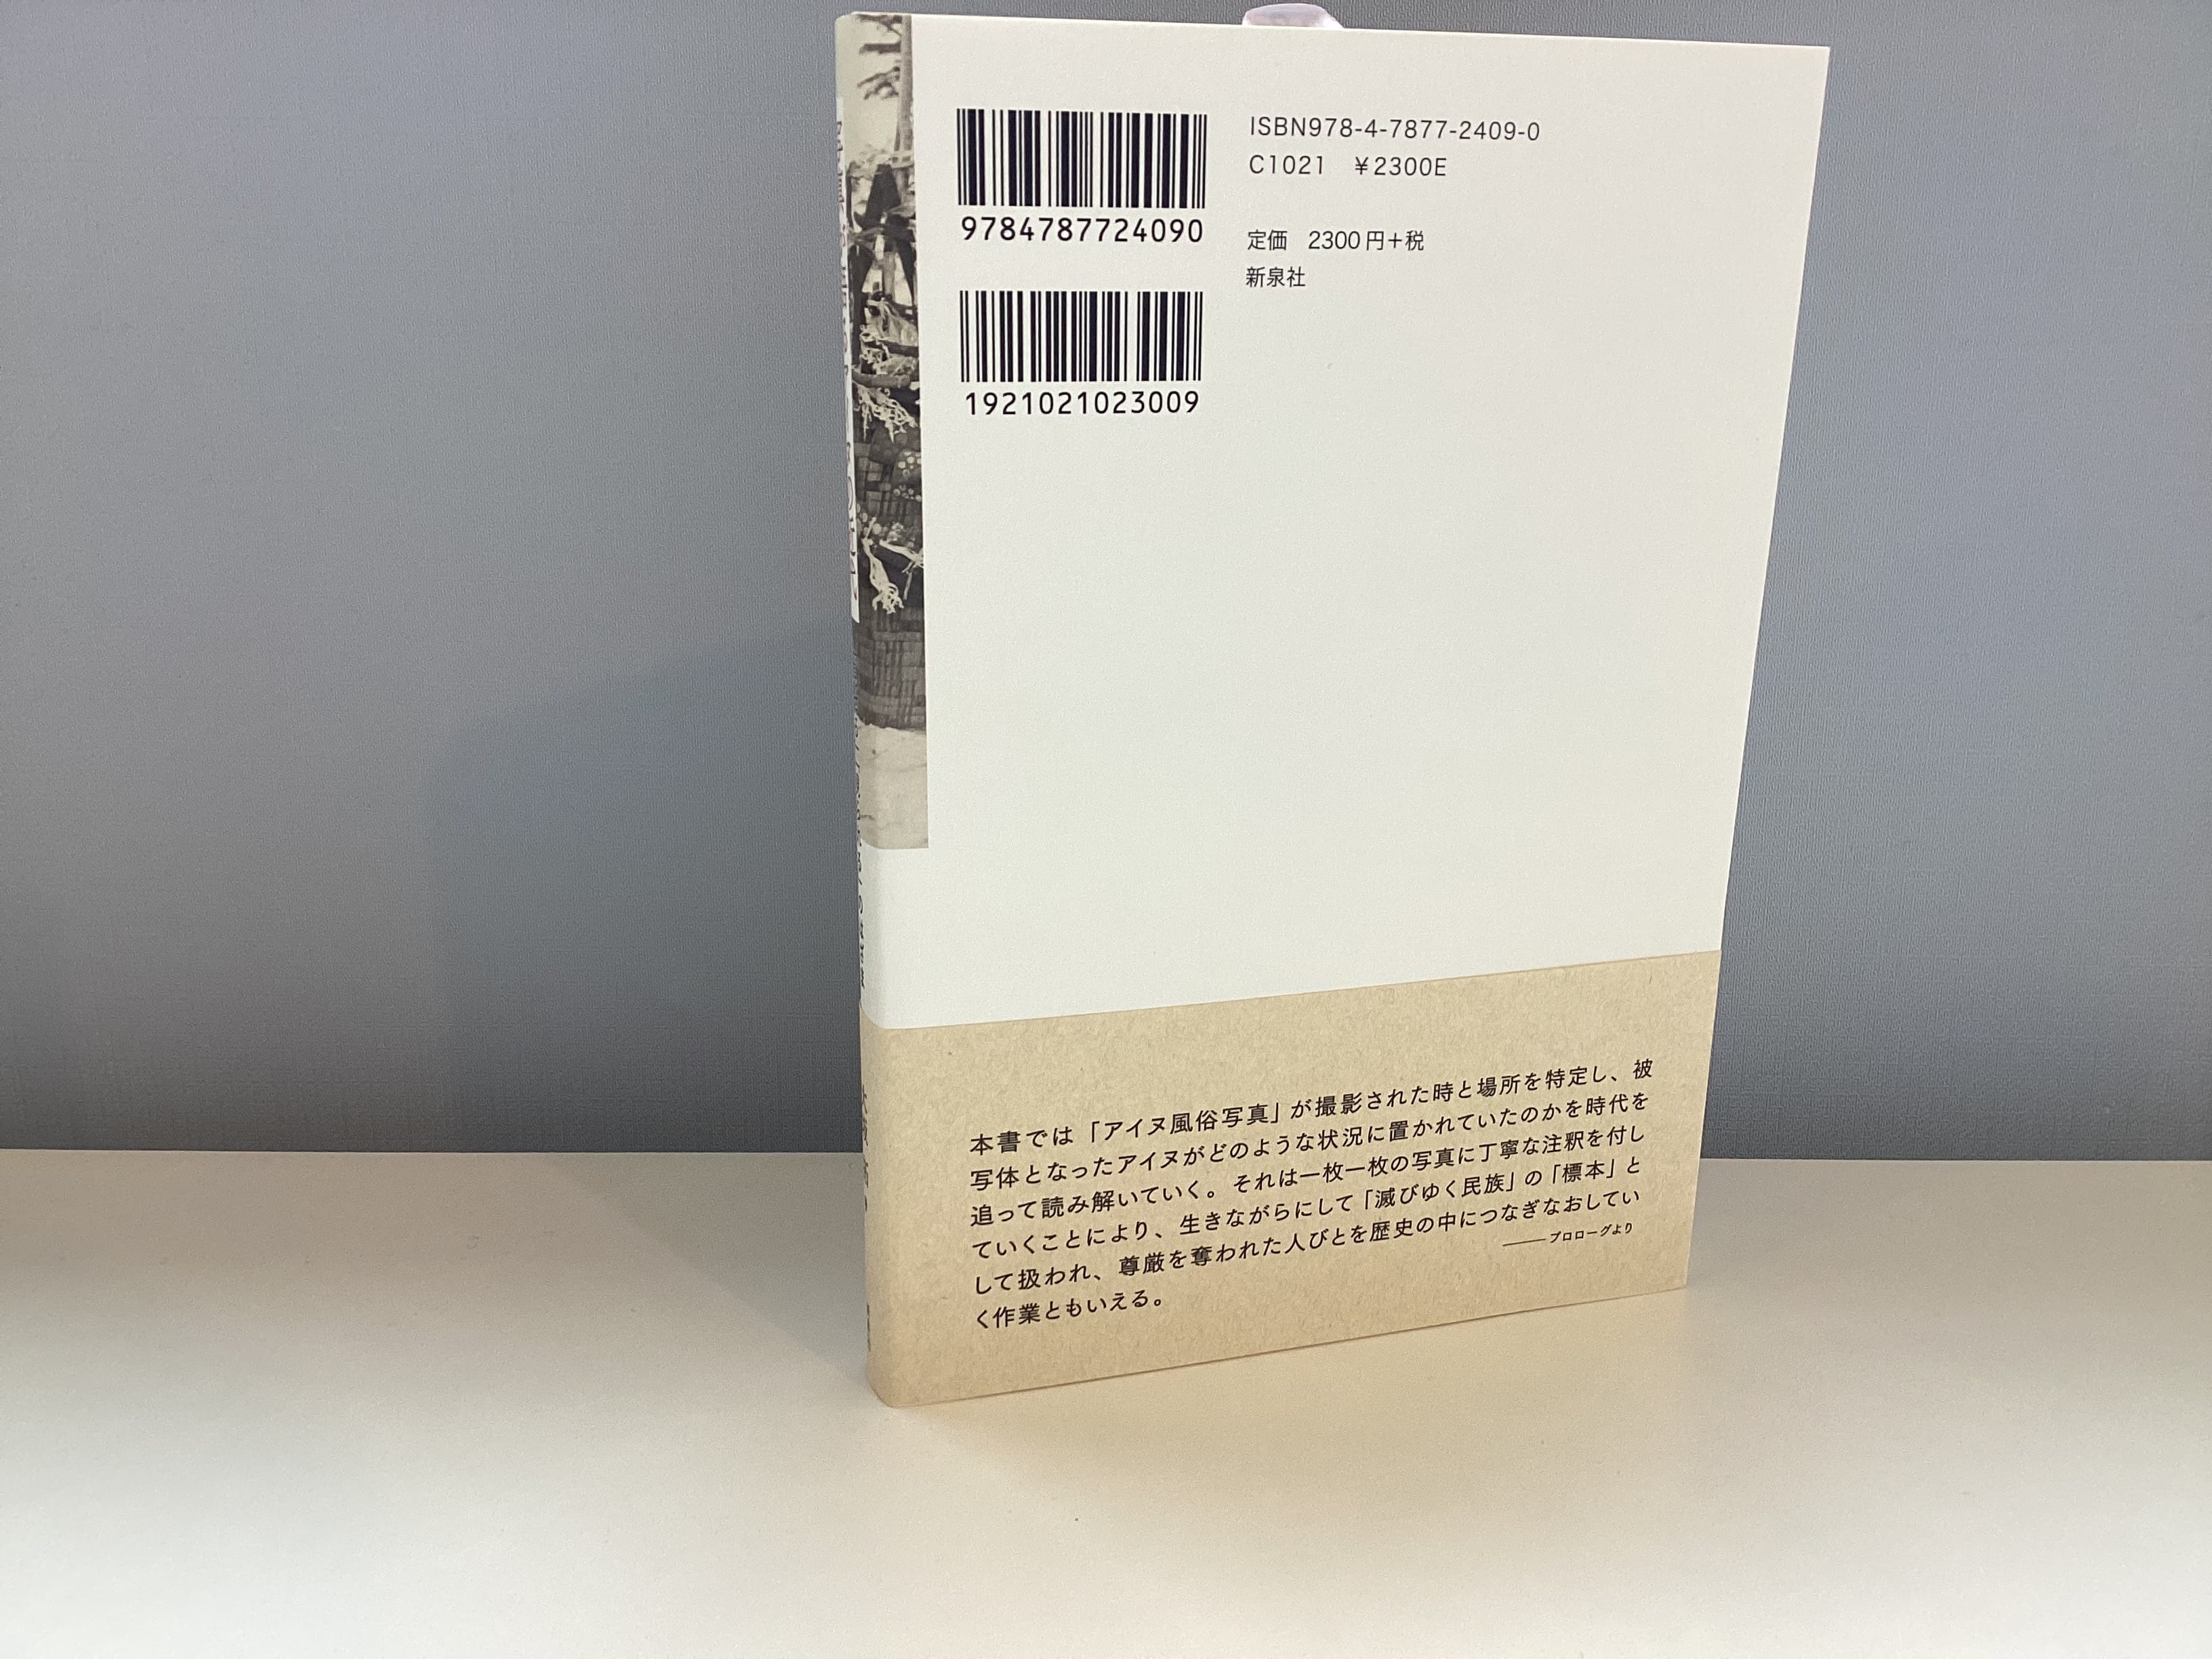 9784787724090
1921021023009
ISBN978-4-7877-2409-0
C1021 ¥2300E
定価 2300円+税
新泉社
本書では「アイヌ風俗写真」が撮影された時と場所を特定し、被
写体となったアイヌがどのような状況に置かれていたのかを時代を
追って読み解いていく。それは一枚一枚の写真に丁寧な注釈を付し
ていくことにより、生きながらにして「滅びゆく民族」の「標本」と
して扱われ、尊厳を奪われた人びとを歴史の中につなぎなおしてい
く作業ともいえる。
——プロローグより